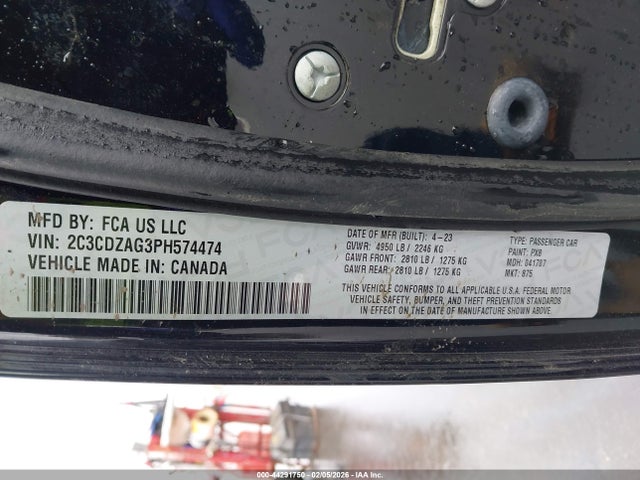 MFD BY: FCA US LLC
VIN: 2C3CDZAG3PH574474
VEHICLE MADE IN: CANADA
DATE OF MFR (BUILT): 4-23
GVWR: 4950 LB / 2246 KG
GAWR FRONT: 2810 LB / 1275 KG
GAWR REAR: 2810 LB / 1275 KG
THIS VEHICLE CONFORMS TO ALL APPLICABLE U.S.A. FEDERAL MOTOR
VEHICLE SAFETY, BUMPER, AND THEFT PREVENTION STANDARDS
IN EFFECT ON THE DATE OF MANUFACTURE SHOWN ABOVE.
TYPE: PASSENGER CAR
PAINT: PX8
MDH: 041707
MKT: 875
000-44291750 - 02/05/2026 - IAA Inc.